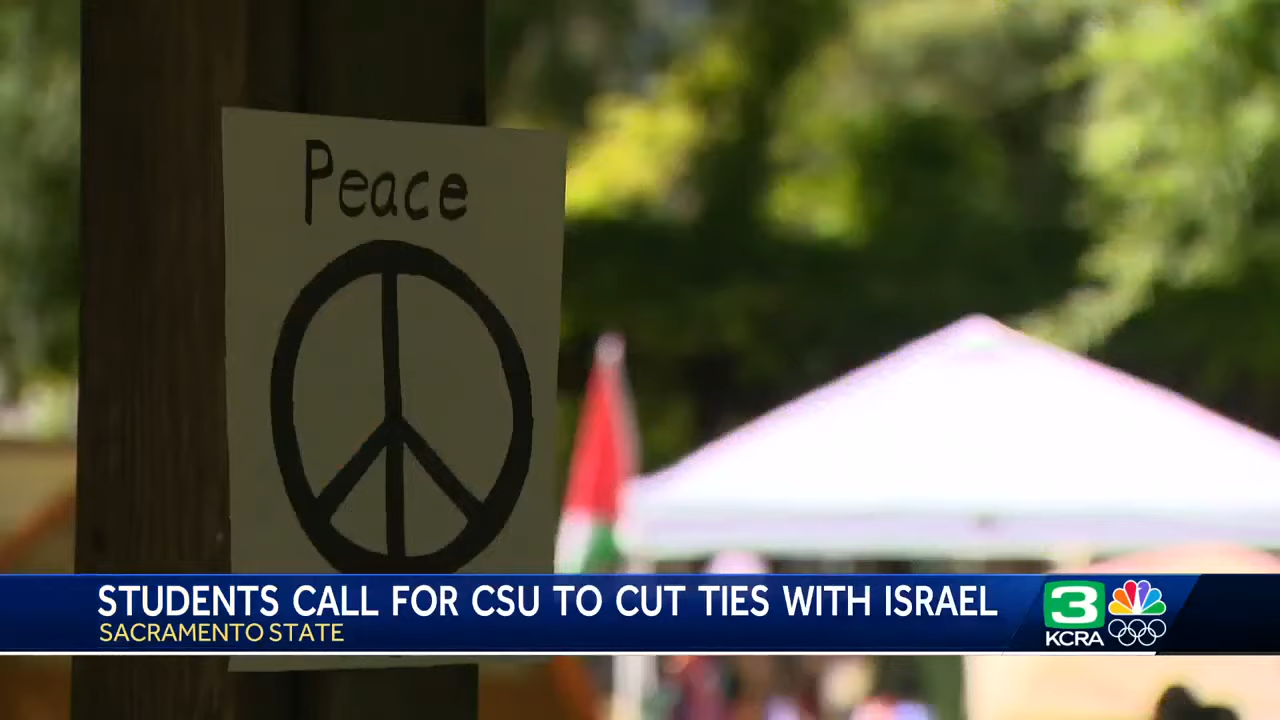 Peace
STUDENTS CALL FOR CSU TO CUT TIES WITH ISRAEL
SACRAMENTO STATE
3
KCRA